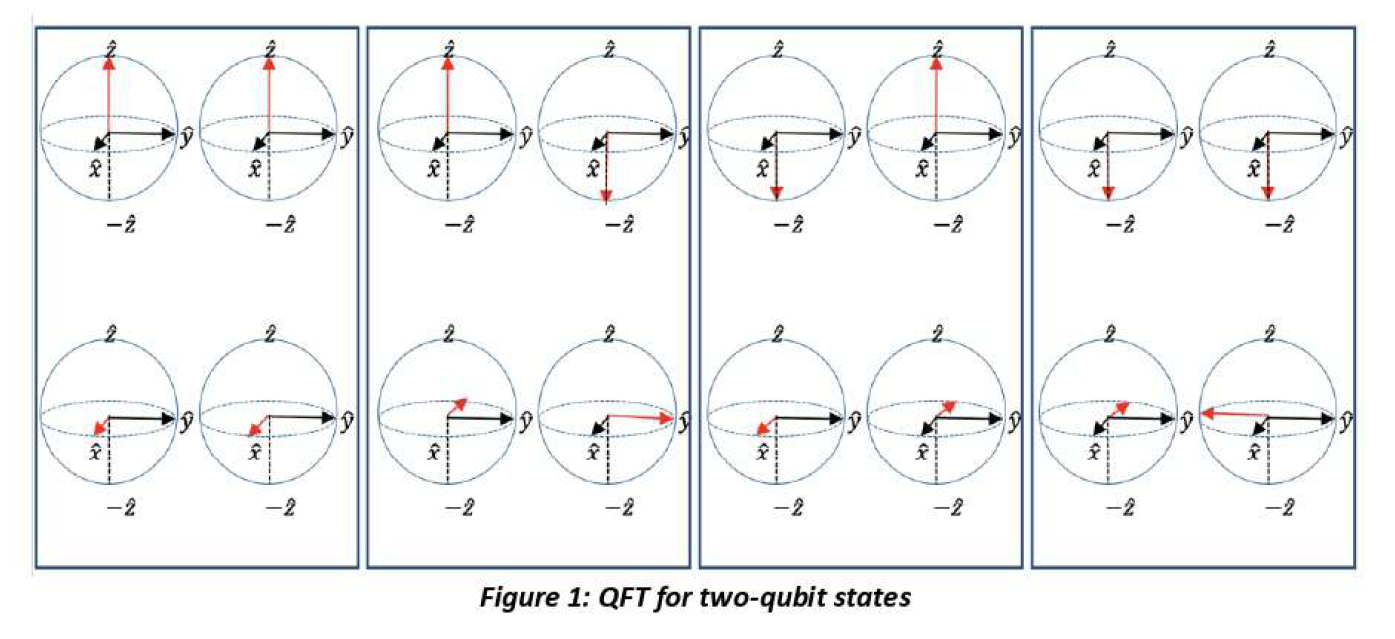 ẑ ẑ ẑ ẑ ẑ ẑ ẑ ẑ
ŷ ŷ ŷ ŷ ŷ ŷ ŷ ŷ
x̂ x̂ x̂ x̂ x̂ x̂ x̂ x̂
−ẑ −ẑ −ẑ −ẑ −ẑ −ẑ −ẑ −ẑ
ẑ ẑ ẑ ẑ ẑ ẑ ẑ ẑ
ŷ ŷ ŷ ŷ ŷ ŷ ŷ ŷ
x̂ x̂ x̂ x̂ x̂ x̂ x̂ x̂
−ẑ −ẑ −ẑ −ẑ −ẑ −ẑ −ẑ −ẑ
Figure 1: QFT for two-qubit states